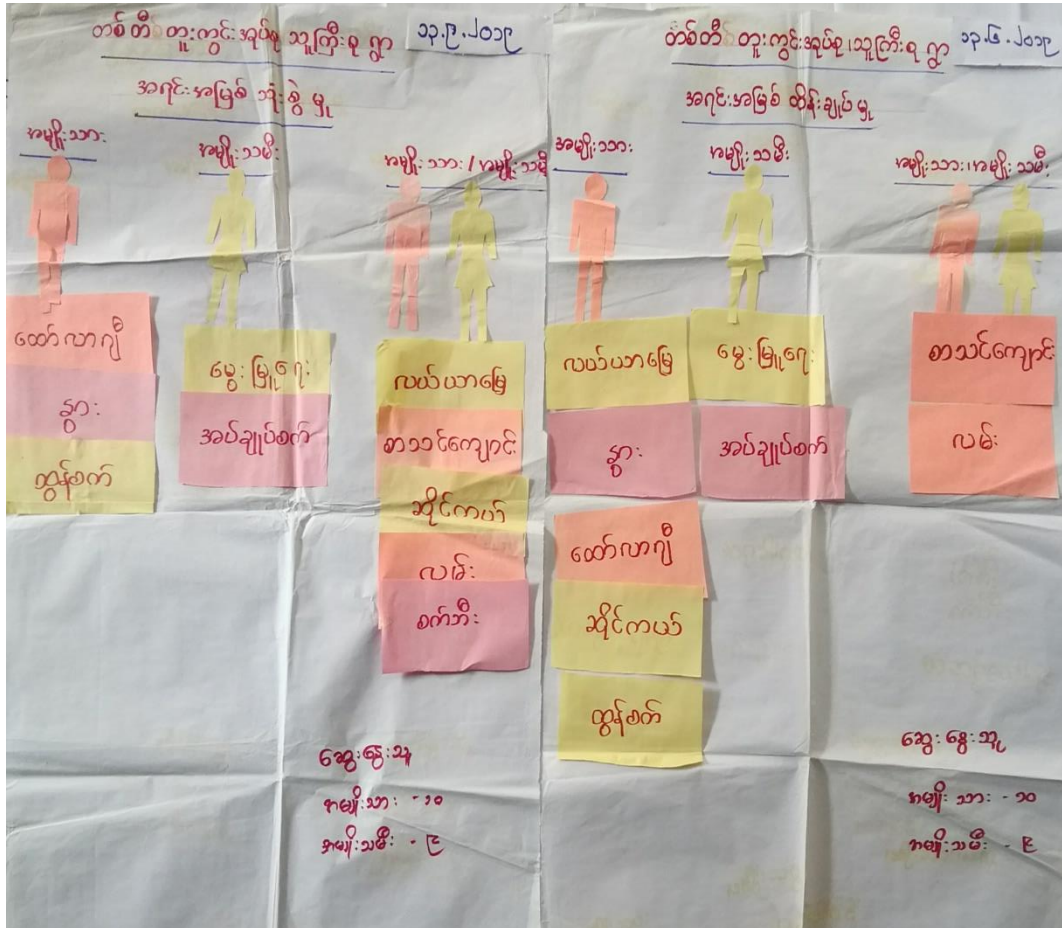 တစ်တီ တူးကွင်းအုပ်စု သူကြီးစု ရွာ ၁၃.၉.၂၀၁၉
အရင်းအမြစ် သုံးစွဲ မှု
အမျိုးသား
အမျိုးသမီး
အမျိုးသား / အမျိုးသမီ
ထော်လာဂျီ
နွား
ထွန်စက်
မွေးမြူရေး
အပ်ချုပ်စက်
လယ်ယာမြေ
စာသင်ကျောင်း
ဆိုင်ကယ်
လမ်း
စက်ဘီး
ဆွေးနွေးသူ
အမျိုးသား - ၁၀
အမျိုးသမီး - ၉
တစ်တီ တူးကွင်းအုပ်စု၊သူကြီးစု ရွာ ၁၃.၆.၂၀၁၉
အရင်းအမြစ် ထိန်းချုပ် မှု
အမျိုးသား
အမျိုးသမီး
အမျိုးသား၊အမျိုးသမီး
လယ်ယာမြေ
နွား
ထော်လာဂျီ
ဆိုင်ကယ်
ထွန်စက်
မွေးမြူရေး
အပ်ချုပ်စက်
စာသင်ကျောင်း
လမ်း
ဆွေးနွေးသူ
အမျိုးသား - ၁၀
အမျိုးသမီး - ၉